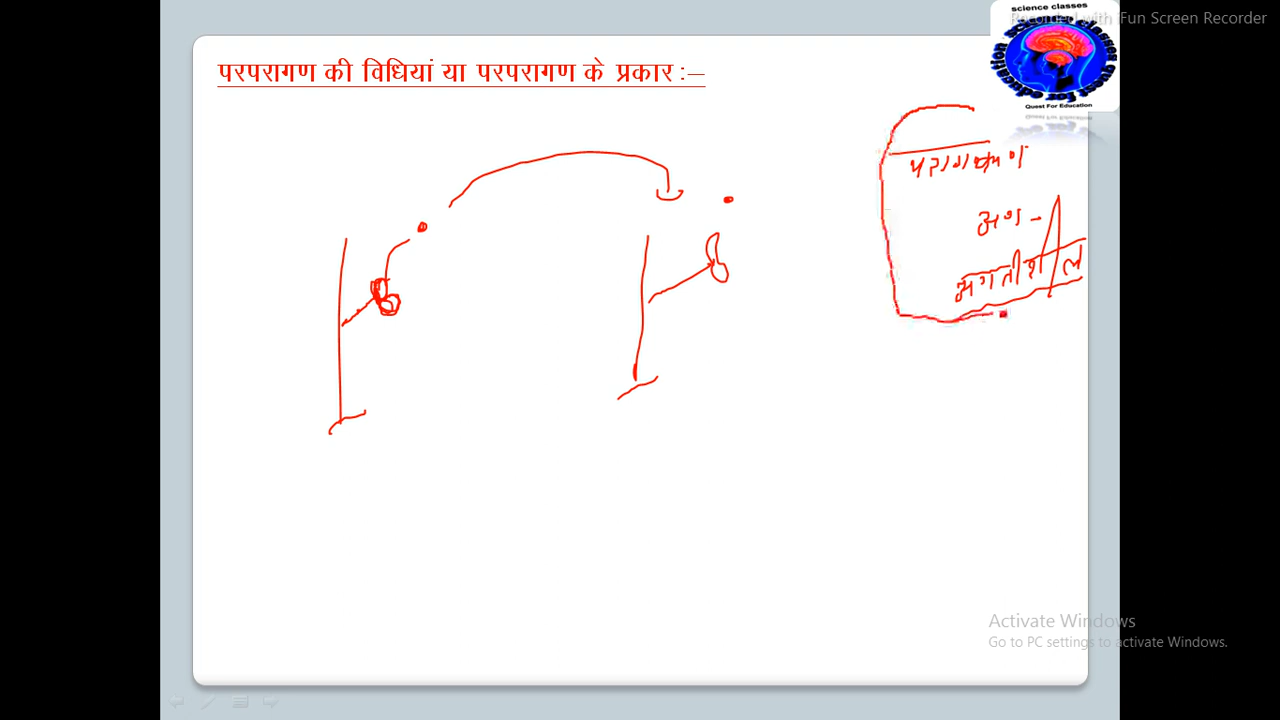 science classes
Recorded with iFun Screen Recorder
Quest For Education
परपरागण की विधियां या परपरागण के प्रकार :–
परागकण
अगतीशील
Activate Windows
Go to PC settings to activate Windows.